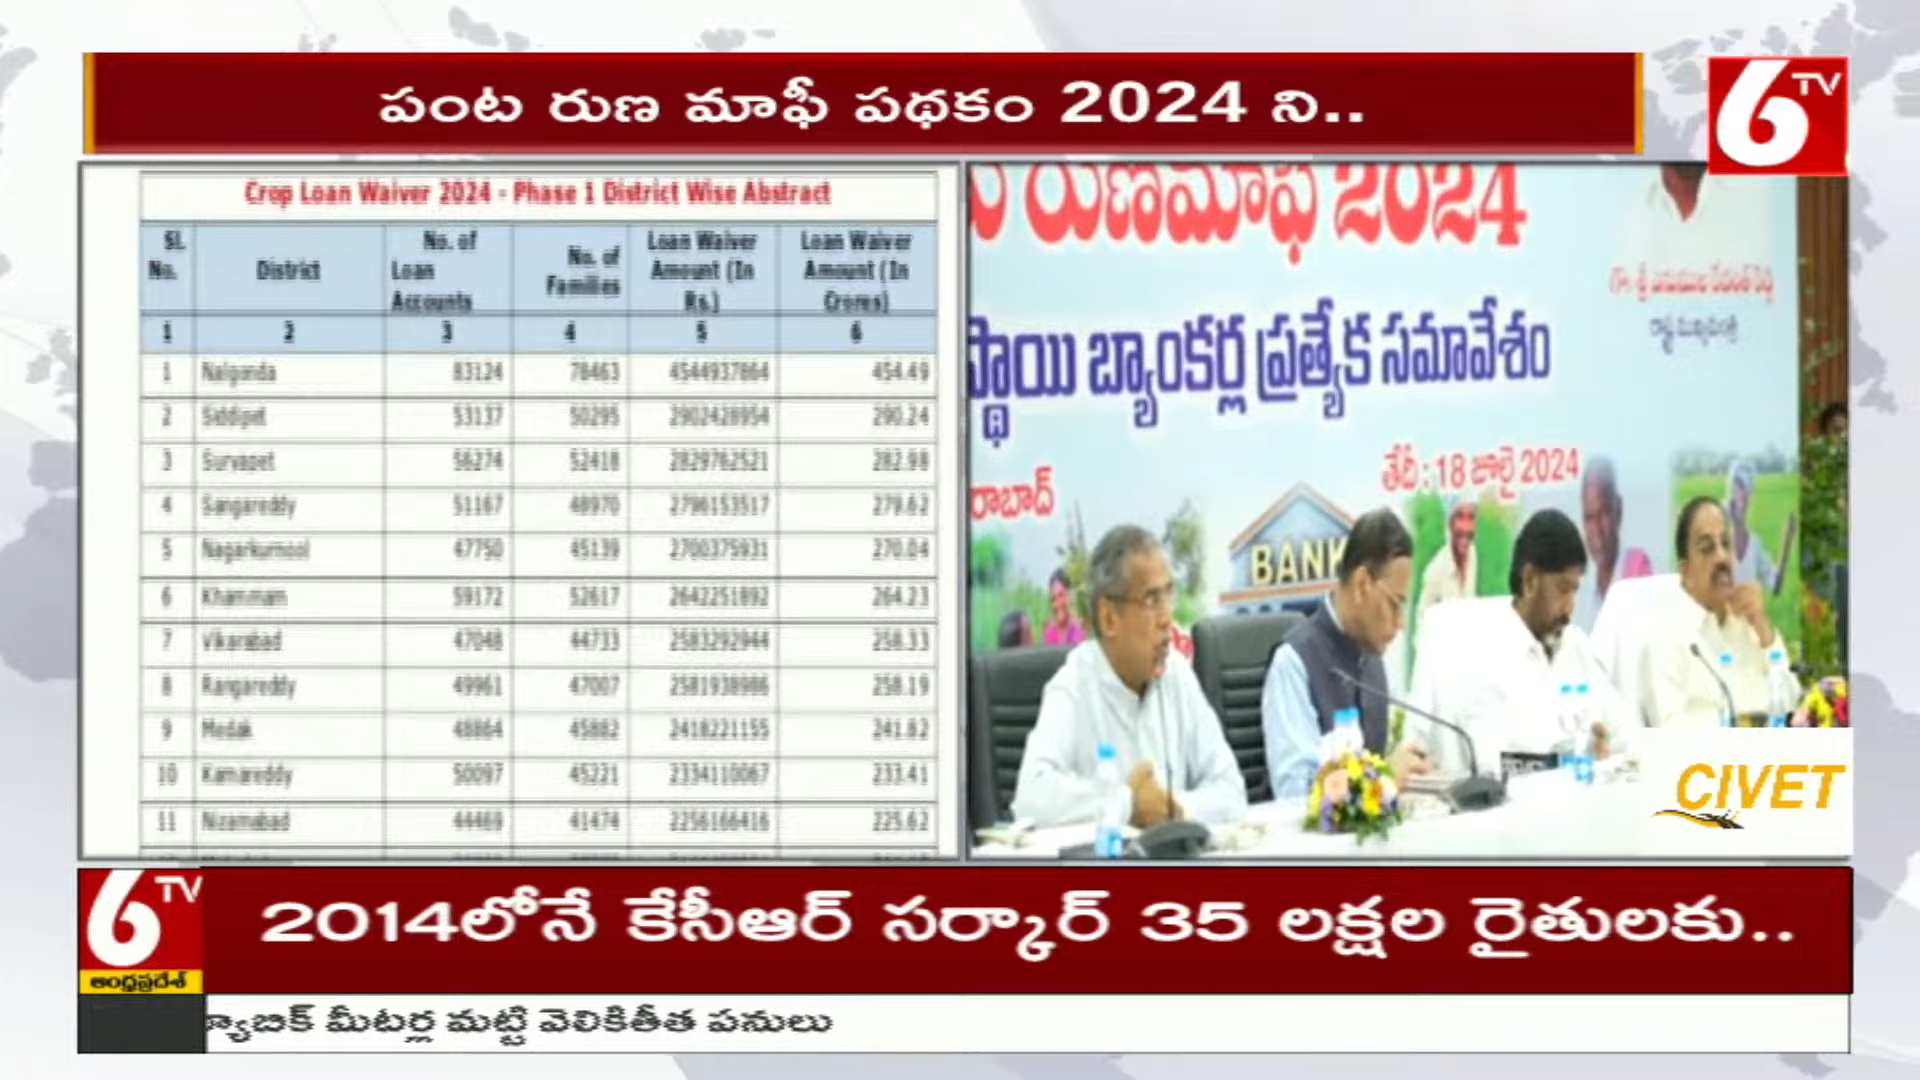 పంట రుణ మాఫీ పథకం 2024 ని..
6 TV
Crop Loan Waiver 2024 - Phase 1 District Wise Abstract
Sl. No. District No. of Loan Accounts No. of Families Loan Waiver Amount (In Rs.) Loan Waiver Amount (In Crores)
1 2 3 4 5 6
1 Nalgonda 83124 78463 4544937864 454.49
2 Siddipet 53137 50295 2902428954 290.24
3 Suryapet 56274 52418 2829762521 282.98
4 Sangareddy 51167 48970 2796153517 279.62
5 Nagarkurnool 47750 45139 2700375931 270.04
6 Khammam 59172 52617 2642251892 264.23
7 Vikarabad 47048 44733 2583292944 258.33
8 Rangareddy 49961 47007 2581938986 258.19
9 Medak 48864 45882 2418221155 241.82
10 Kamareddy 50097 45221 2334110067 233.41
11 Nizamabad 44469 41474 2256166416 225.62
రుణమాఫీ 2024
స్థాయి బ్యాంకర్ల ప్రత్యేక సమావేశం
తేదీ : 18 జూలై 2024
రాబాద్
BANK
CIVET
6 TV
ఆంధ్రప్రదేశ్
2014లోనే కేసీఆర్ సర్కార్ 35 లక్షల రైతులకు..
క్యూబిక్ మీటర్ల మట్టి వెలికితీత పనులు